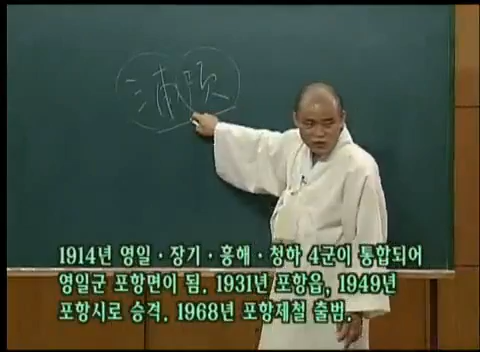 浦項
1914년 영일·장기·흥해·청하 4군이 통합되어
영일군 포항면이 됨. 1931년 포항읍, 1949년
포항시로 승격. 1968년 포항제철 출범.